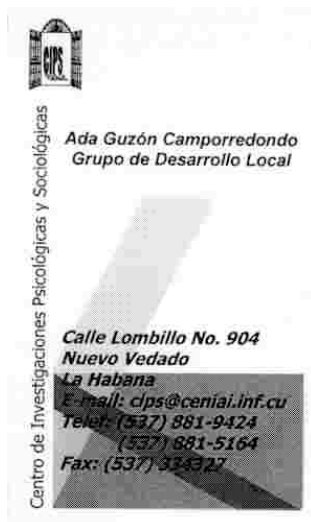 CIPS
Centro de Investigaciones Psicológicas y Sociológicas
Ada Guzón Camporredondo
Grupo de Desarrollo Local
Calle Lombillo No. 904
Nuevo Vedado
La Habana
E-mail: cips@ceniai.inf.cu
Teléf: (537) 881-9424
(537) 881-5164
Fax: (537) 334327